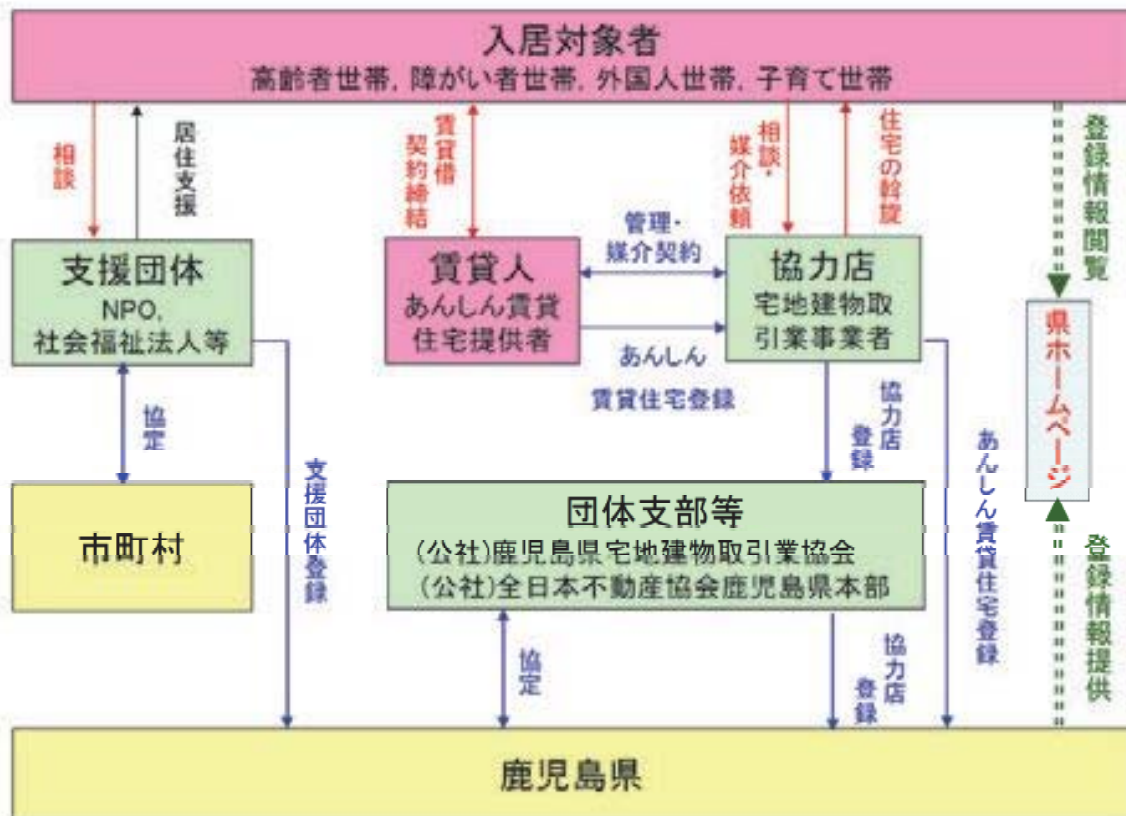 入居対象者
高齢者世帯, 障がい者世帯, 外国人世帯, 子育て世帯
相談
居住支援
賃貸借
契約締結
相談・
媒介依頼
住宅の斡旋
登録情報閲覧
支援団体
NPO,
社会福祉法人等
賃貸人
あんしん賃貸
住宅提供者
管理・
媒介契約
あんしん
賃貸住宅登録
協力店
宅地建物取
引業事業者
県ホームページ
協定
支援団体登録
協力店
登録
あんしん賃貸住宅登録
市町村
団体支部等
(公社)鹿児島県宅地建物取引業協会
(公社)全日本不動産協会鹿児島県本部
登録情報提供
協定
協力店
登録
鹿児島県